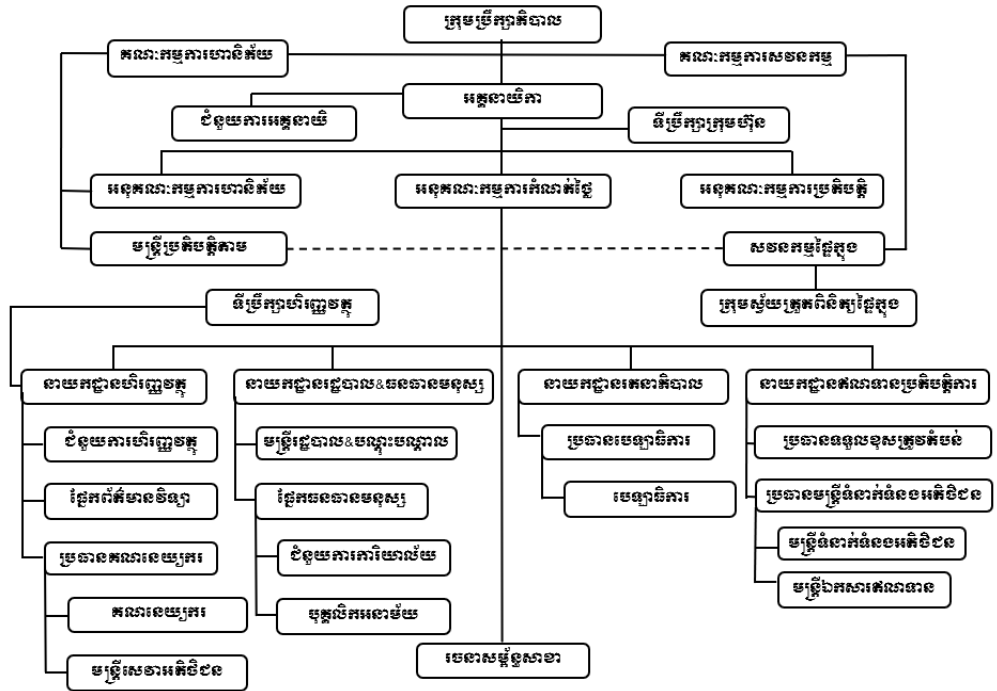 ក្រុមប្រឹក្សាភិបាល
គណៈកម្មការហានិភ័យ
គណៈកម្មការសវនកម្ម
អគ្គនាយិកា
ជំនួយការអគ្គនាយិ
ទីប្រឹក្សាក្រុមហ៊ុន
អនុគណៈកម្មការហានិភ័យ
អនុគណៈកម្មការកំណត់ថ្លៃ
អនុគណៈកម្មការប្រតិបត្តិ
មន្ត្រីប្រតិបត្តិតាម
សវនកម្មផ្ទៃក្នុង
ទីប្រឹក្សាហិរញ្ញវត្ថុ
ក្រុមស្វ័យត្រួតពិនិត្យផ្ទៃក្នុង
នាយកដ្ឋានហិរញ្ញវត្ថុ
នាយកដ្ឋានរដ្ឋបាល&ធនធានមនុស្ស
នាយកដ្ឋានរតនាភិបាល
នាយកដ្ឋានឥណទានប្រតិបត្តិការ
ជំនួយការហិរញ្ញវត្ថុ
មន្ត្រីរដ្ឋបាល&បណ្តុះបណ្តាល
ប្រធានបេឡាធិការ
ប្រធានទទួលខុសត្រូវតំបន់
ផ្នែកព័ត៌មានវិទ្យា
ផ្នែកធនធានមនុស្ស
បេឡាធិការ
ប្រធានមន្ត្រីទំនាក់ទំនងអតិថិជន
ប្រធានគណនេយ្យករ
ជំនួយការការិយាល័យ
មន្ត្រីទំនាក់ទំនងអតិថិជន
មន្ត្រីឯកសារឥណទាន
គណនេយ្យករ
បុគ្គលិកអនាម័យ
មន្ត្រីសេវាអតិថិជន
រចនាសម្ព័ន្ធសាខា